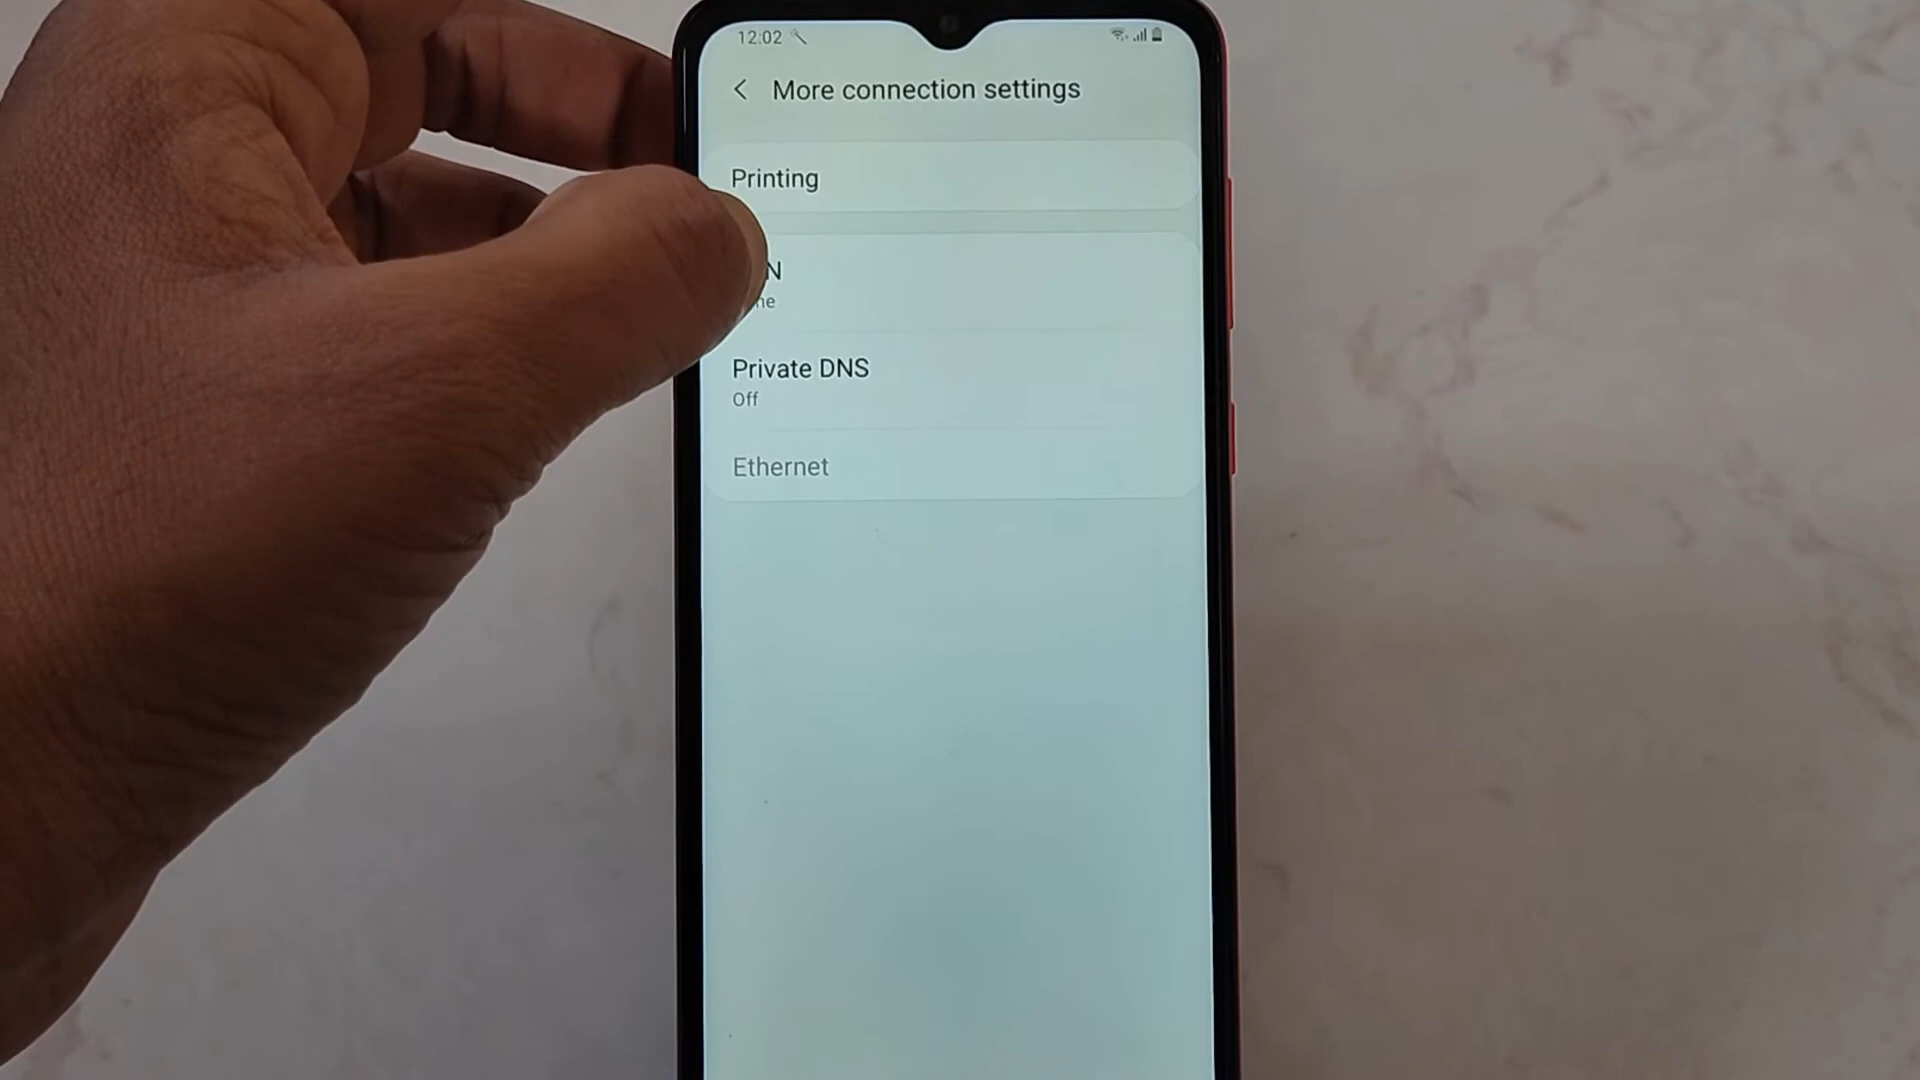 12:02
More connection settings
Printing
Private DNS
Off
Ethernet